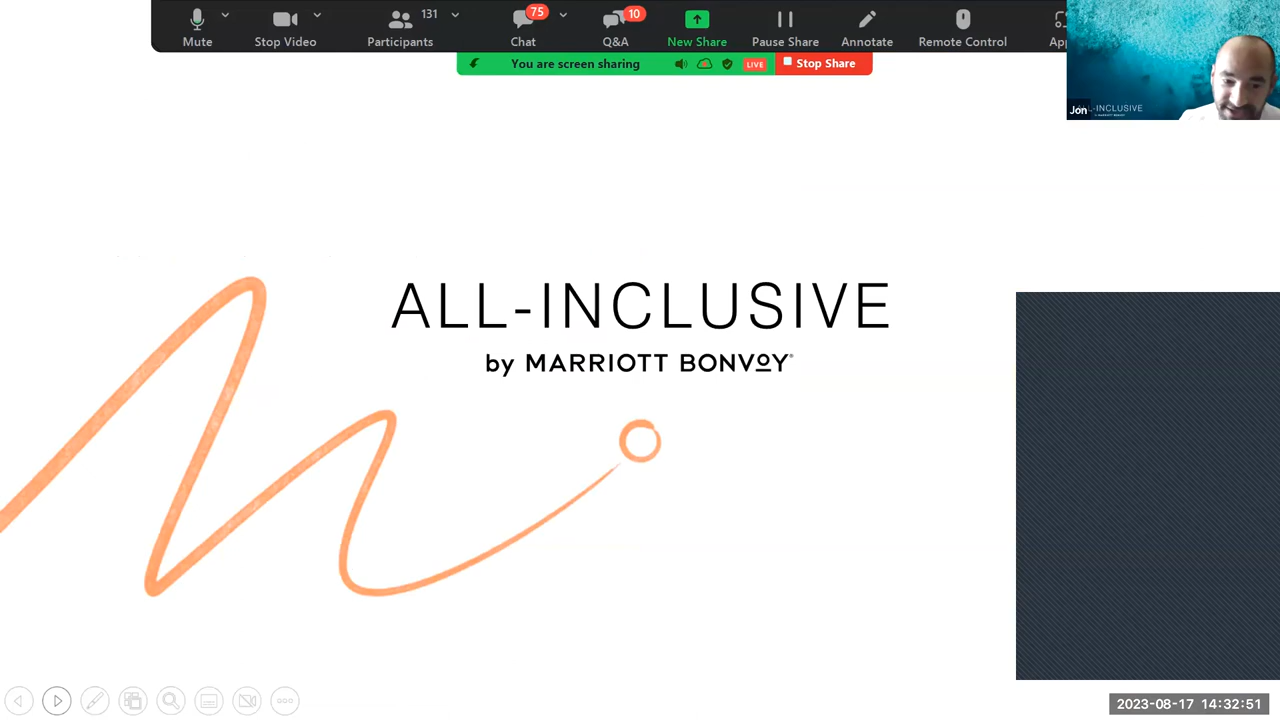 131
75
10
Mute
Stop Video
Participants
Chat
Q&A
New Share
Pause Share
Annotate
Remote Control
You are screen sharing
LIVE
Stop Share
Jon
-INCLUSIVE
ALL-INCLUSIVE
by MARRIOTT BONVOY®
2023-08-17 14:32:51